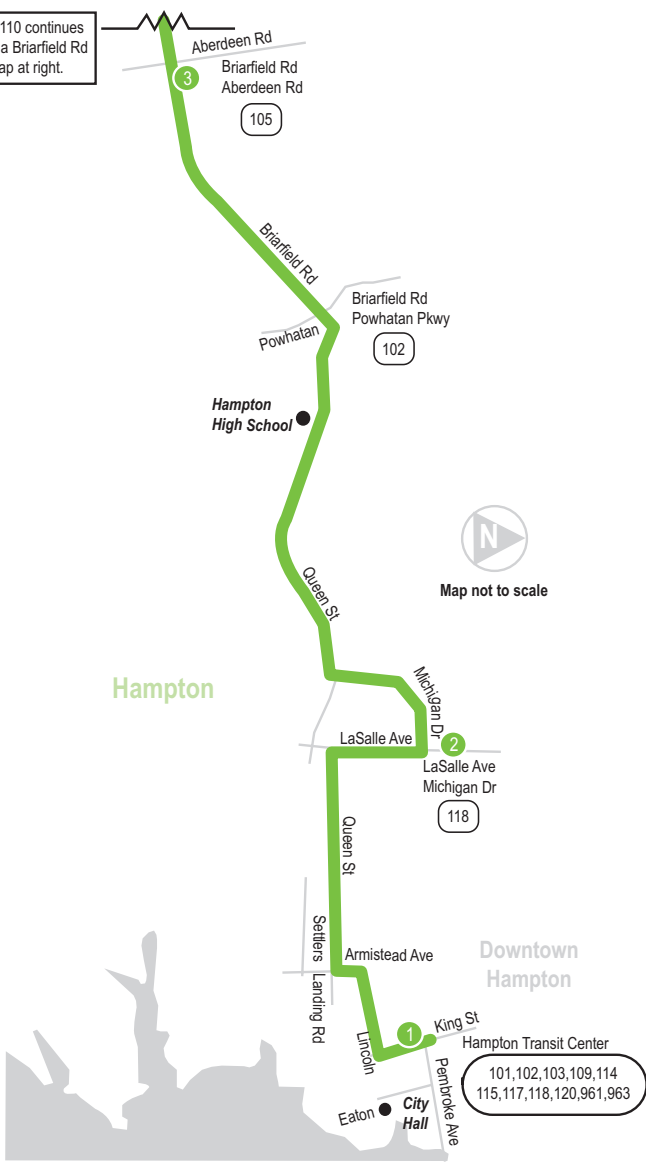 110 continues
a Briarfield Rd
ap at right.
Aberdeen Rd
3
Briarfield Rd
Aberdeen Rd
105
Briarfield Rd
Briarfield Rd
Powhatan Pkwy
Powhatan
102
Hampton
High School
N
Map not to scale
Queen St
Hampton
Michigan Dr
LaSalle Ave
2
LaSalle Ave
Michigan Dr
118
Queen St
Settlers
Landing Rd
Armistead Ave
Downtown
Hampton
1
King St
Lincoln
Hampton Transit Center
101,102,103,109,114
115,117,118,120,961,963
Pembroke Ave
Eaton
City
Hall